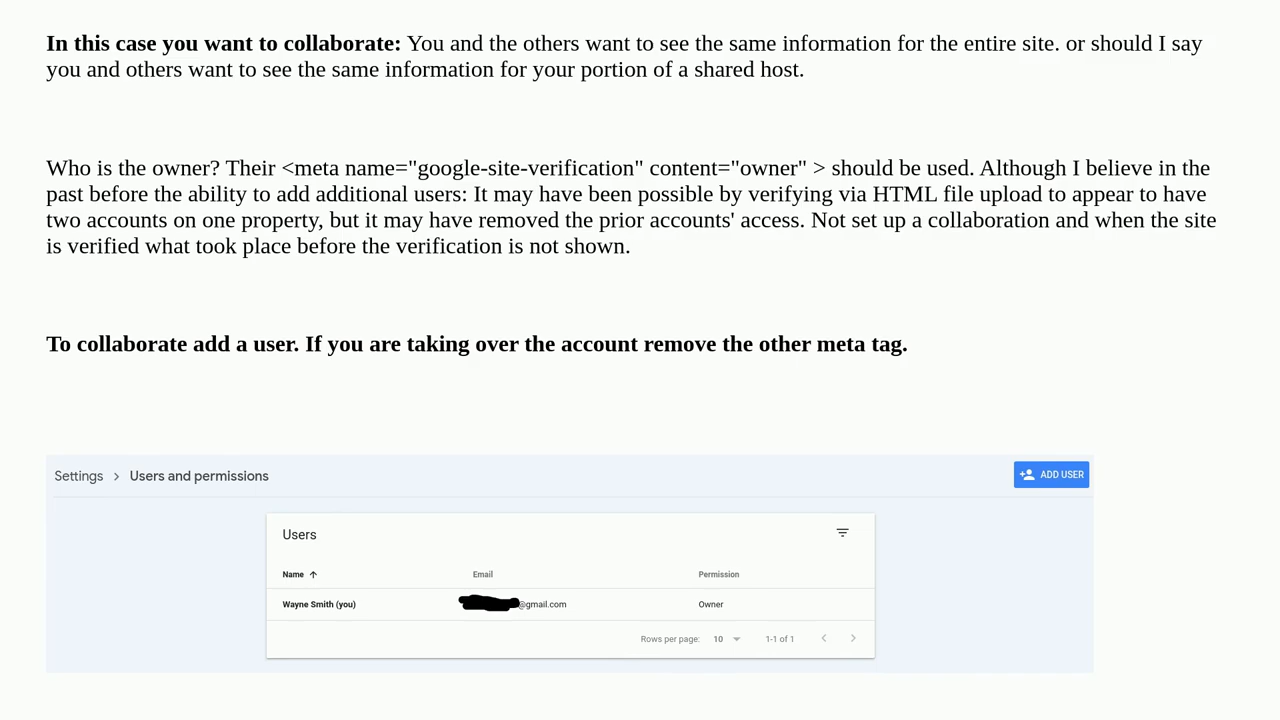 In this case you want to collaborate: You and the others want to see the same information for the entire site. or should I say
you and others want to see the same information for your portion of a shared host.
Who is the owner? Their <meta name="google-site-verification" content="owner" > should be used. Although I believe in the
past before the ability to add additional users: It may have been possible by verifying via HTML file upload to appear to have
two accounts on one property, but it may have removed the prior accounts' access. Not set up a collaboration and when the site
is verified what took place before the verification is not shown.
To collaborate add a user. If you are taking over the account remove the other meta tag.
Settings > Users and permissions
ADD USER
Users
Name Email Permission
Wayne Smith (you) @gmail.com Owner
Rows per page: 10 1-1 of 1